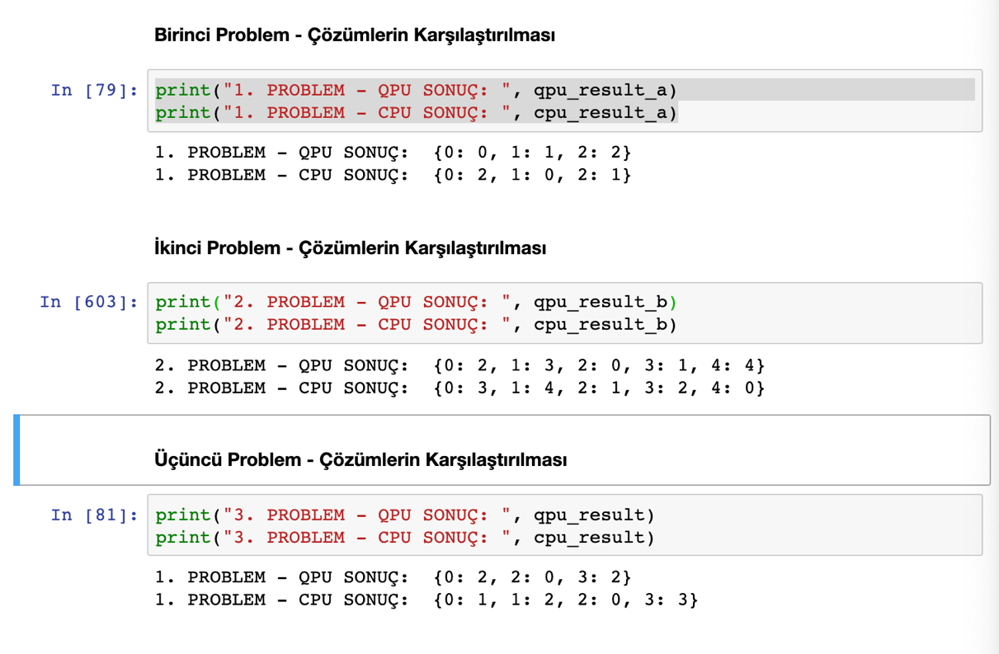 Birinci Problem - Çözümlerin Karşılaştırılması
In [79]: print("1. PROBLEM - QPU SONUÇ: ", qpu_result_a)
print("1. PROBLEM - CPU SONUÇ: ", cpu_result_a)
1. PROBLEM - QPU SONUÇ:  {0: 0, 1: 1, 2: 2}
1. PROBLEM - CPU SONUÇ:  {0: 2, 1: 0, 2: 1}
İkinci Problem - Çözümlerin Karşılaştırılması
In [603]: print("2. PROBLEM - QPU SONUÇ: ", qpu_result_b)
print("2. PROBLEM - CPU SONUÇ: ", cpu_result_b)
2. PROBLEM - QPU SONUÇ:  {0: 2, 1: 3, 2: 0, 3: 1, 4: 4}
2. PROBLEM - CPU SONUÇ:  {0: 3, 1: 4, 2: 1, 3: 2, 4: 0}
Üçüncü Problem - Çözümlerin Karşılaştırılması
In [81]: print("3. PROBLEM - QPU SONUÇ: ", qpu_result)
print("3. PROBLEM - CPU SONUÇ: ", cpu_result)
1. PROBLEM - QPU SONUÇ:  {0: 2, 2: 0, 3: 2}
1. PROBLEM - CPU SONUÇ:  {0: 1, 1: 2, 2: 0, 3: 3}